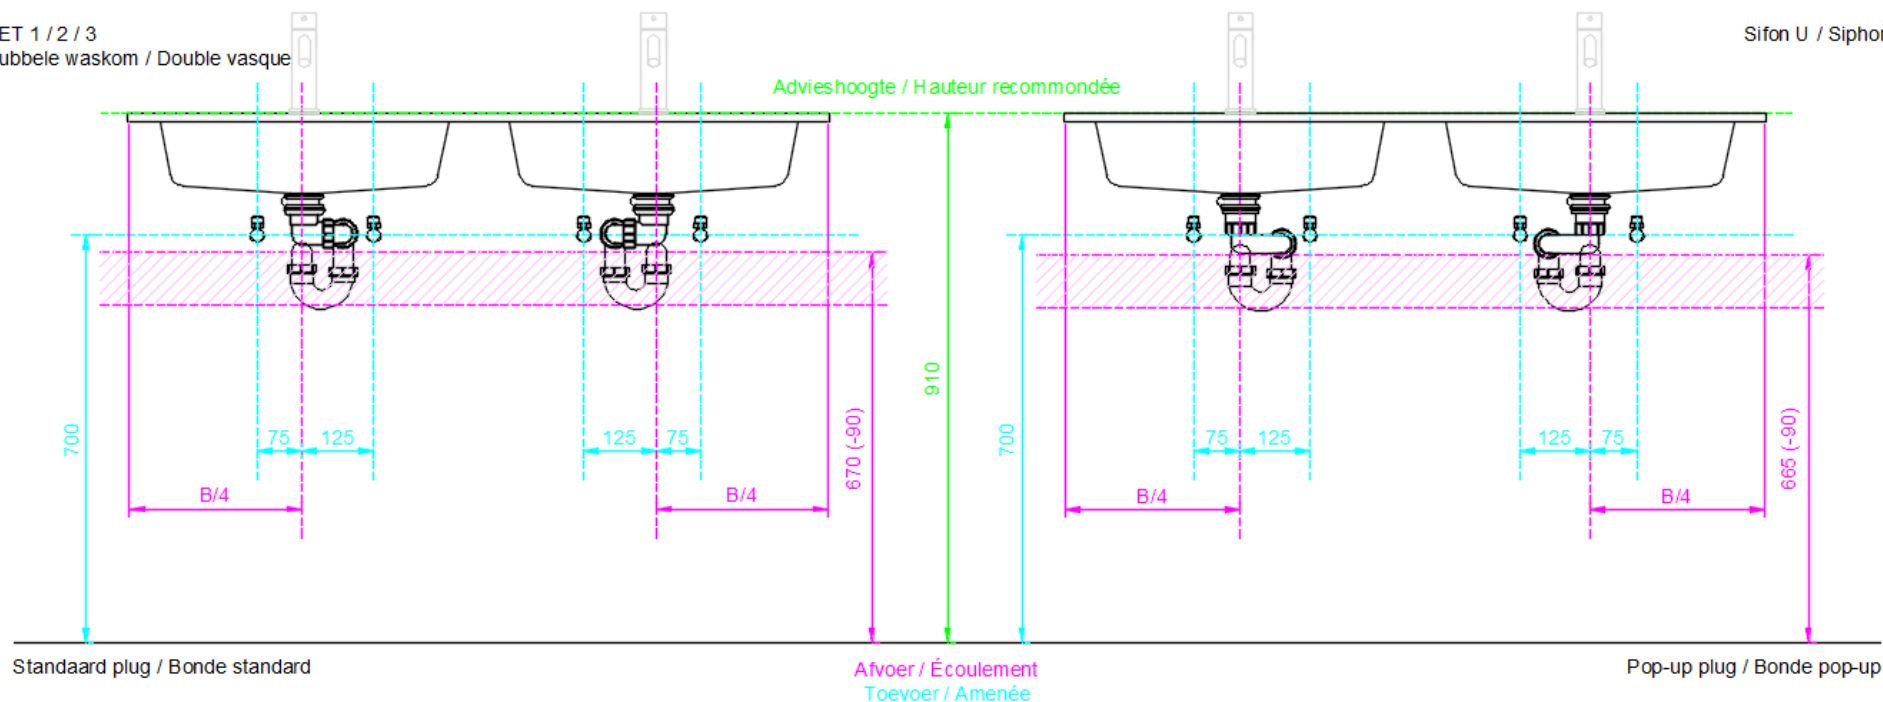 ET 1 / 2 / 3
ubbele waskom / Double vasque
Sifon U / Siphon
Advieshoogte / Hauteur recommondée
700
75
125
125
75
B/4
B/4
670 (-90)
910
700
75
125
125
75
B/4
B/4
665 (-90)
Standaard plug / Bonde standard
Afvoer / Écoulement
Toevoer / Amenée
Pop-up plug / Bonde pop-up